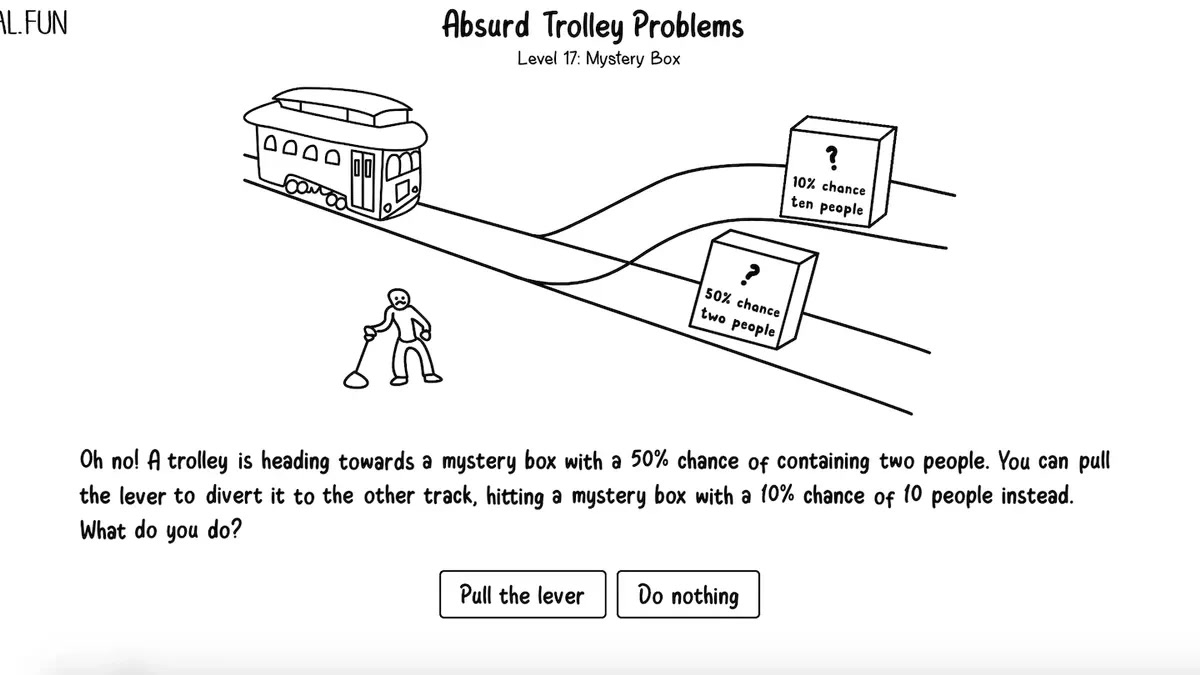 AL.FUN
Absurd Trolley Problems
Level 17: Mystery Box
?
10% chance
ten people
?
50% chance
two people
Oh no! A trolley is heading towards a mystery box with a 50% chance of containing two people. You can pull
the lever to divert it to the other track, hitting a mystery box with a 10% chance of 10 people instead.
What do you do?
Pull the lever
Do nothing